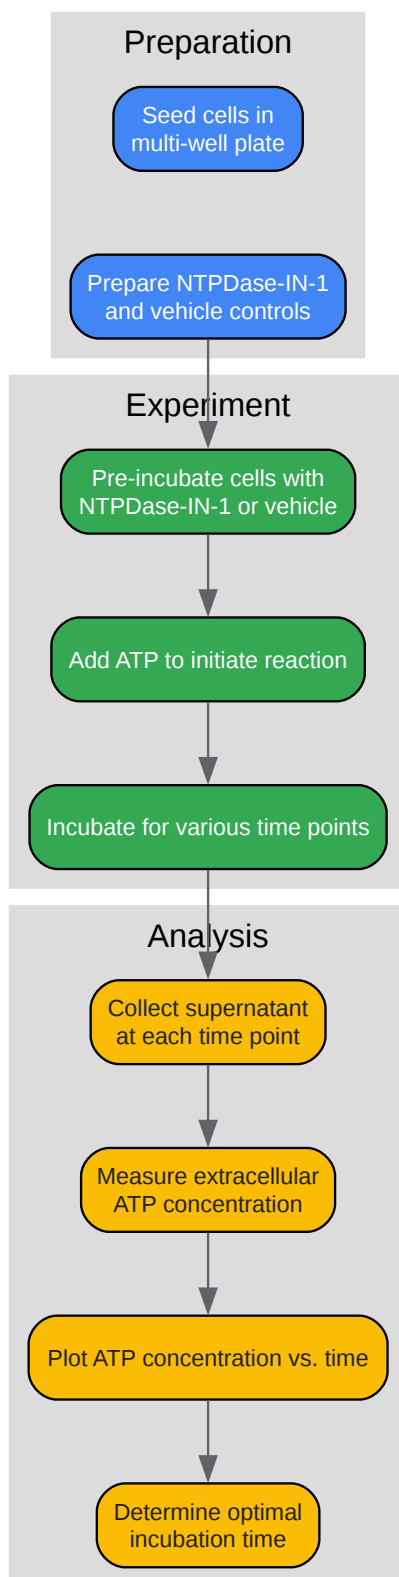 Preparation
Seed cells in
multi-well plate
Prepare NTPDase-IN-1
and vehicle controls
Experiment
Pre-incubate cells with
NTPDase-IN-1 or vehicle
Add ATP to initiate reaction
Incubate for various time points
Analysis
Collect supernatant
at each time point
Measure extracellular
ATP concentration
Plot ATP concentration vs. time
Determine optimal
incubation time